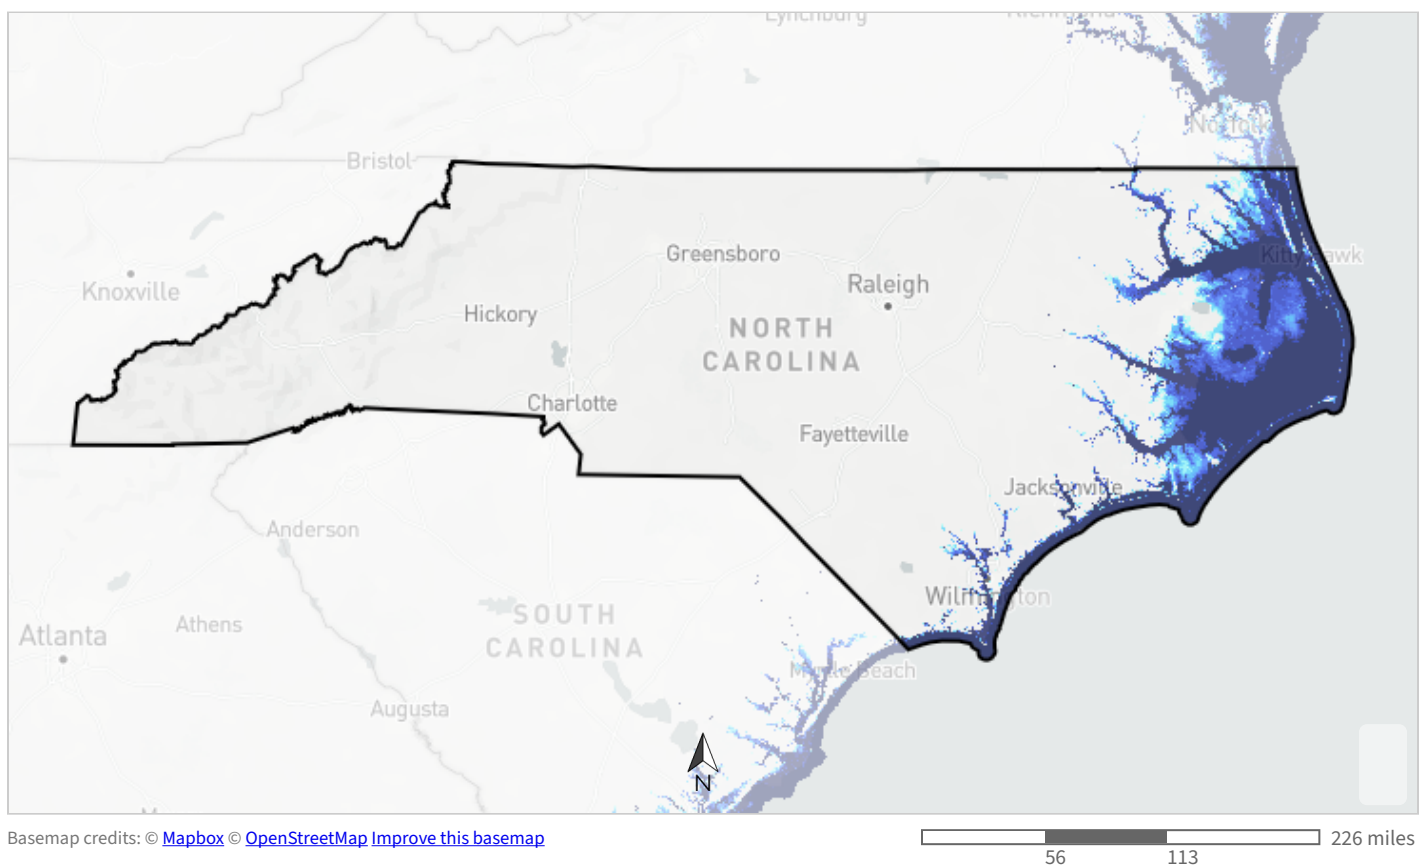 Lynchburg
Richmond
Norfolk
Bristol
Greensboro
Kitty Hawk
Knoxville
Raleigh
Hickory
NORTH
CAROLINA
Charlotte
Fayetteville
Jacksonville
Anderson
Wilmington
SOUTH
CAROLINA
Athens
Atlanta
Myrtle Beach
Augusta
N
Basemap credits: © Mapbox © OpenStreetMap Improve this basemap
226 miles
56
113